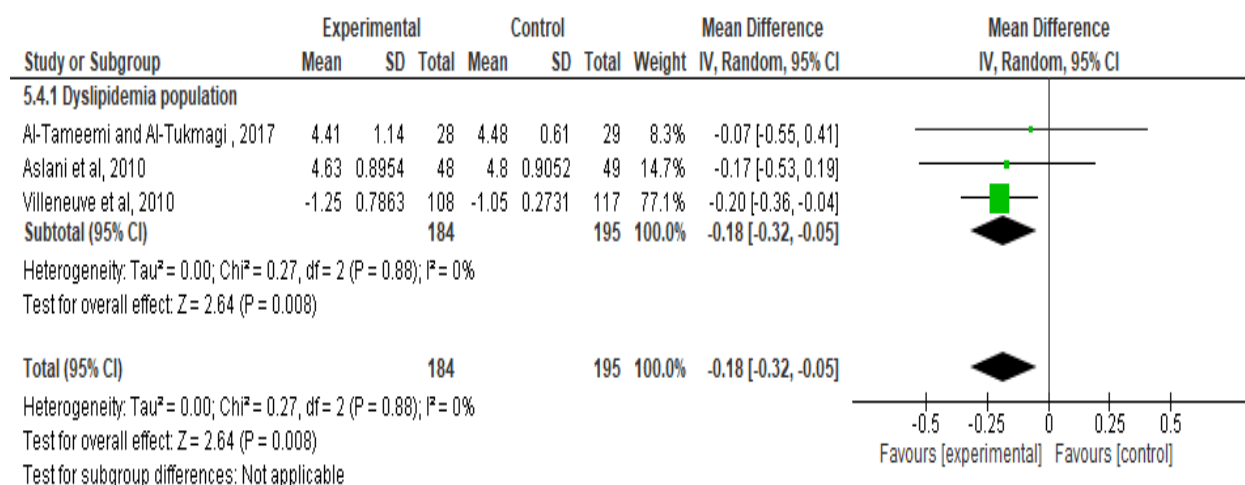 Experimental Control Mean Difference Mean Difference
Study or Subgroup Mean SD Total Mean SD Total Weight IV, Random, 95% CI IV, Random, 95% CI
5.4.1 Dyslipidemia population
Al-Tameemi and Al-Tukmagi , 2017 4.41 1.14 28 4.48 0.61 29 8.3% -0.07 [-0.55, 0.41]
Aslani et al, 2010 4.63 0.8954 48 4.8 0.9052 49 14.7% -0.17 [-0.53, 0.19]
Villeneuve et al, 2010 -1.25 0.7863 108 -1.05 0.2731 117 77.1% -0.20 [-0.36, -0.04]
Subtotal (95% CI) 184 195 100.0% -0.18 [-0.32, -0.05]
Heterogeneity: Tau² = 0.00; Chi² = 0.27, df = 2 (P = 0.88); I² = 0%
Test for overall effect: Z = 2.64 (P = 0.008)
Total (95% CI) 184 195 100.0% -0.18 [-0.32, -0.05]
Heterogeneity: Tau² = 0.00; Chi² = 0.27, df = 2 (P = 0.88); I² = 0%
Test for overall effect: Z = 2.64 (P = 0.008)
Test for subgroup differences: Not applicable
-0.5 -0.25 0 0.25 0.5
Favours [experimental] Favours [control]